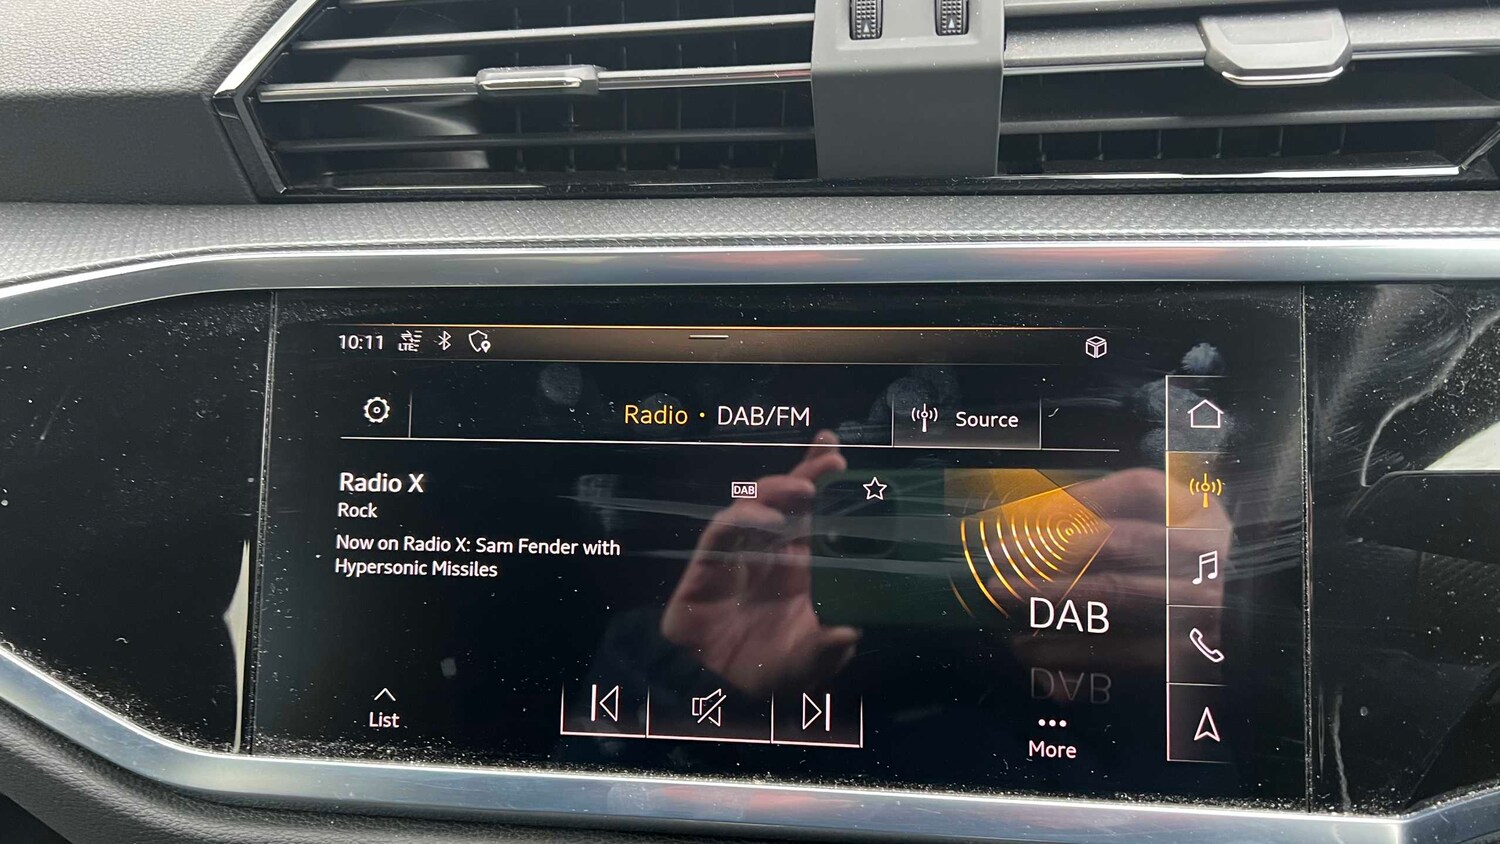 10:11 LTE
Radio • DAB/FM
Source
Radio X
DAB
Rock
Now on Radio X: Sam Fender with
Hypersonic Missiles
DAB
List
More